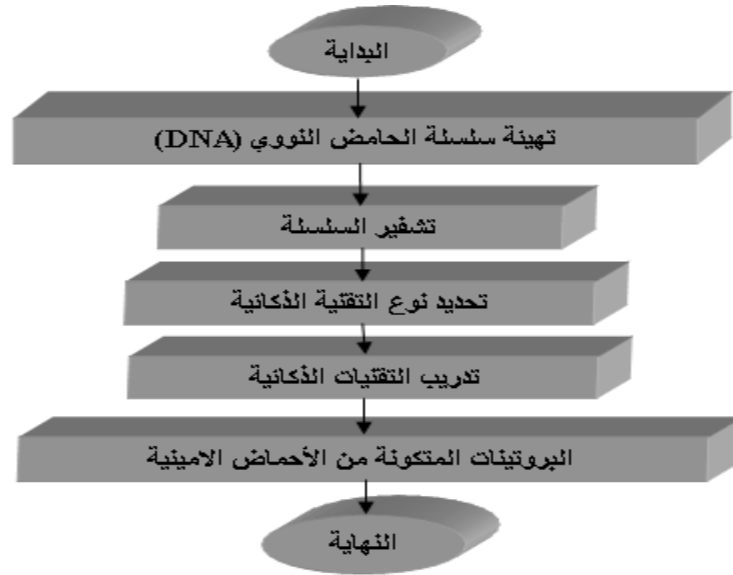 البداية
تهيئة سلسلة الحامض النووي (DNA)
تشفير السلسلة
تحديد نوع التقنية الذكائية
تدريب التقنيات الذكائية
البروتينات المتكونة من الأحماض الامينية
النهاية